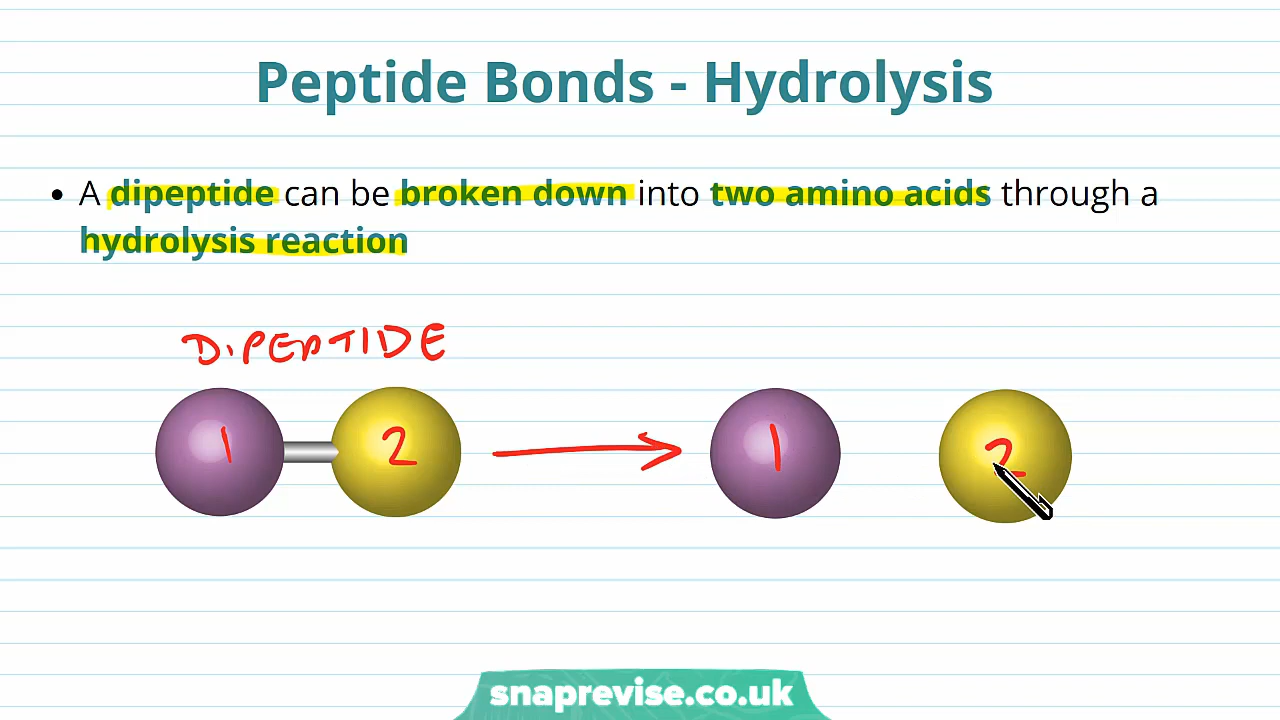 Peptide Bonds - Hydrolysis
• A dipeptide can be broken down into two amino acids through a
hydrolysis reaction
DIPEPTIDE
1 2 1 2
snaprevise.co.uk